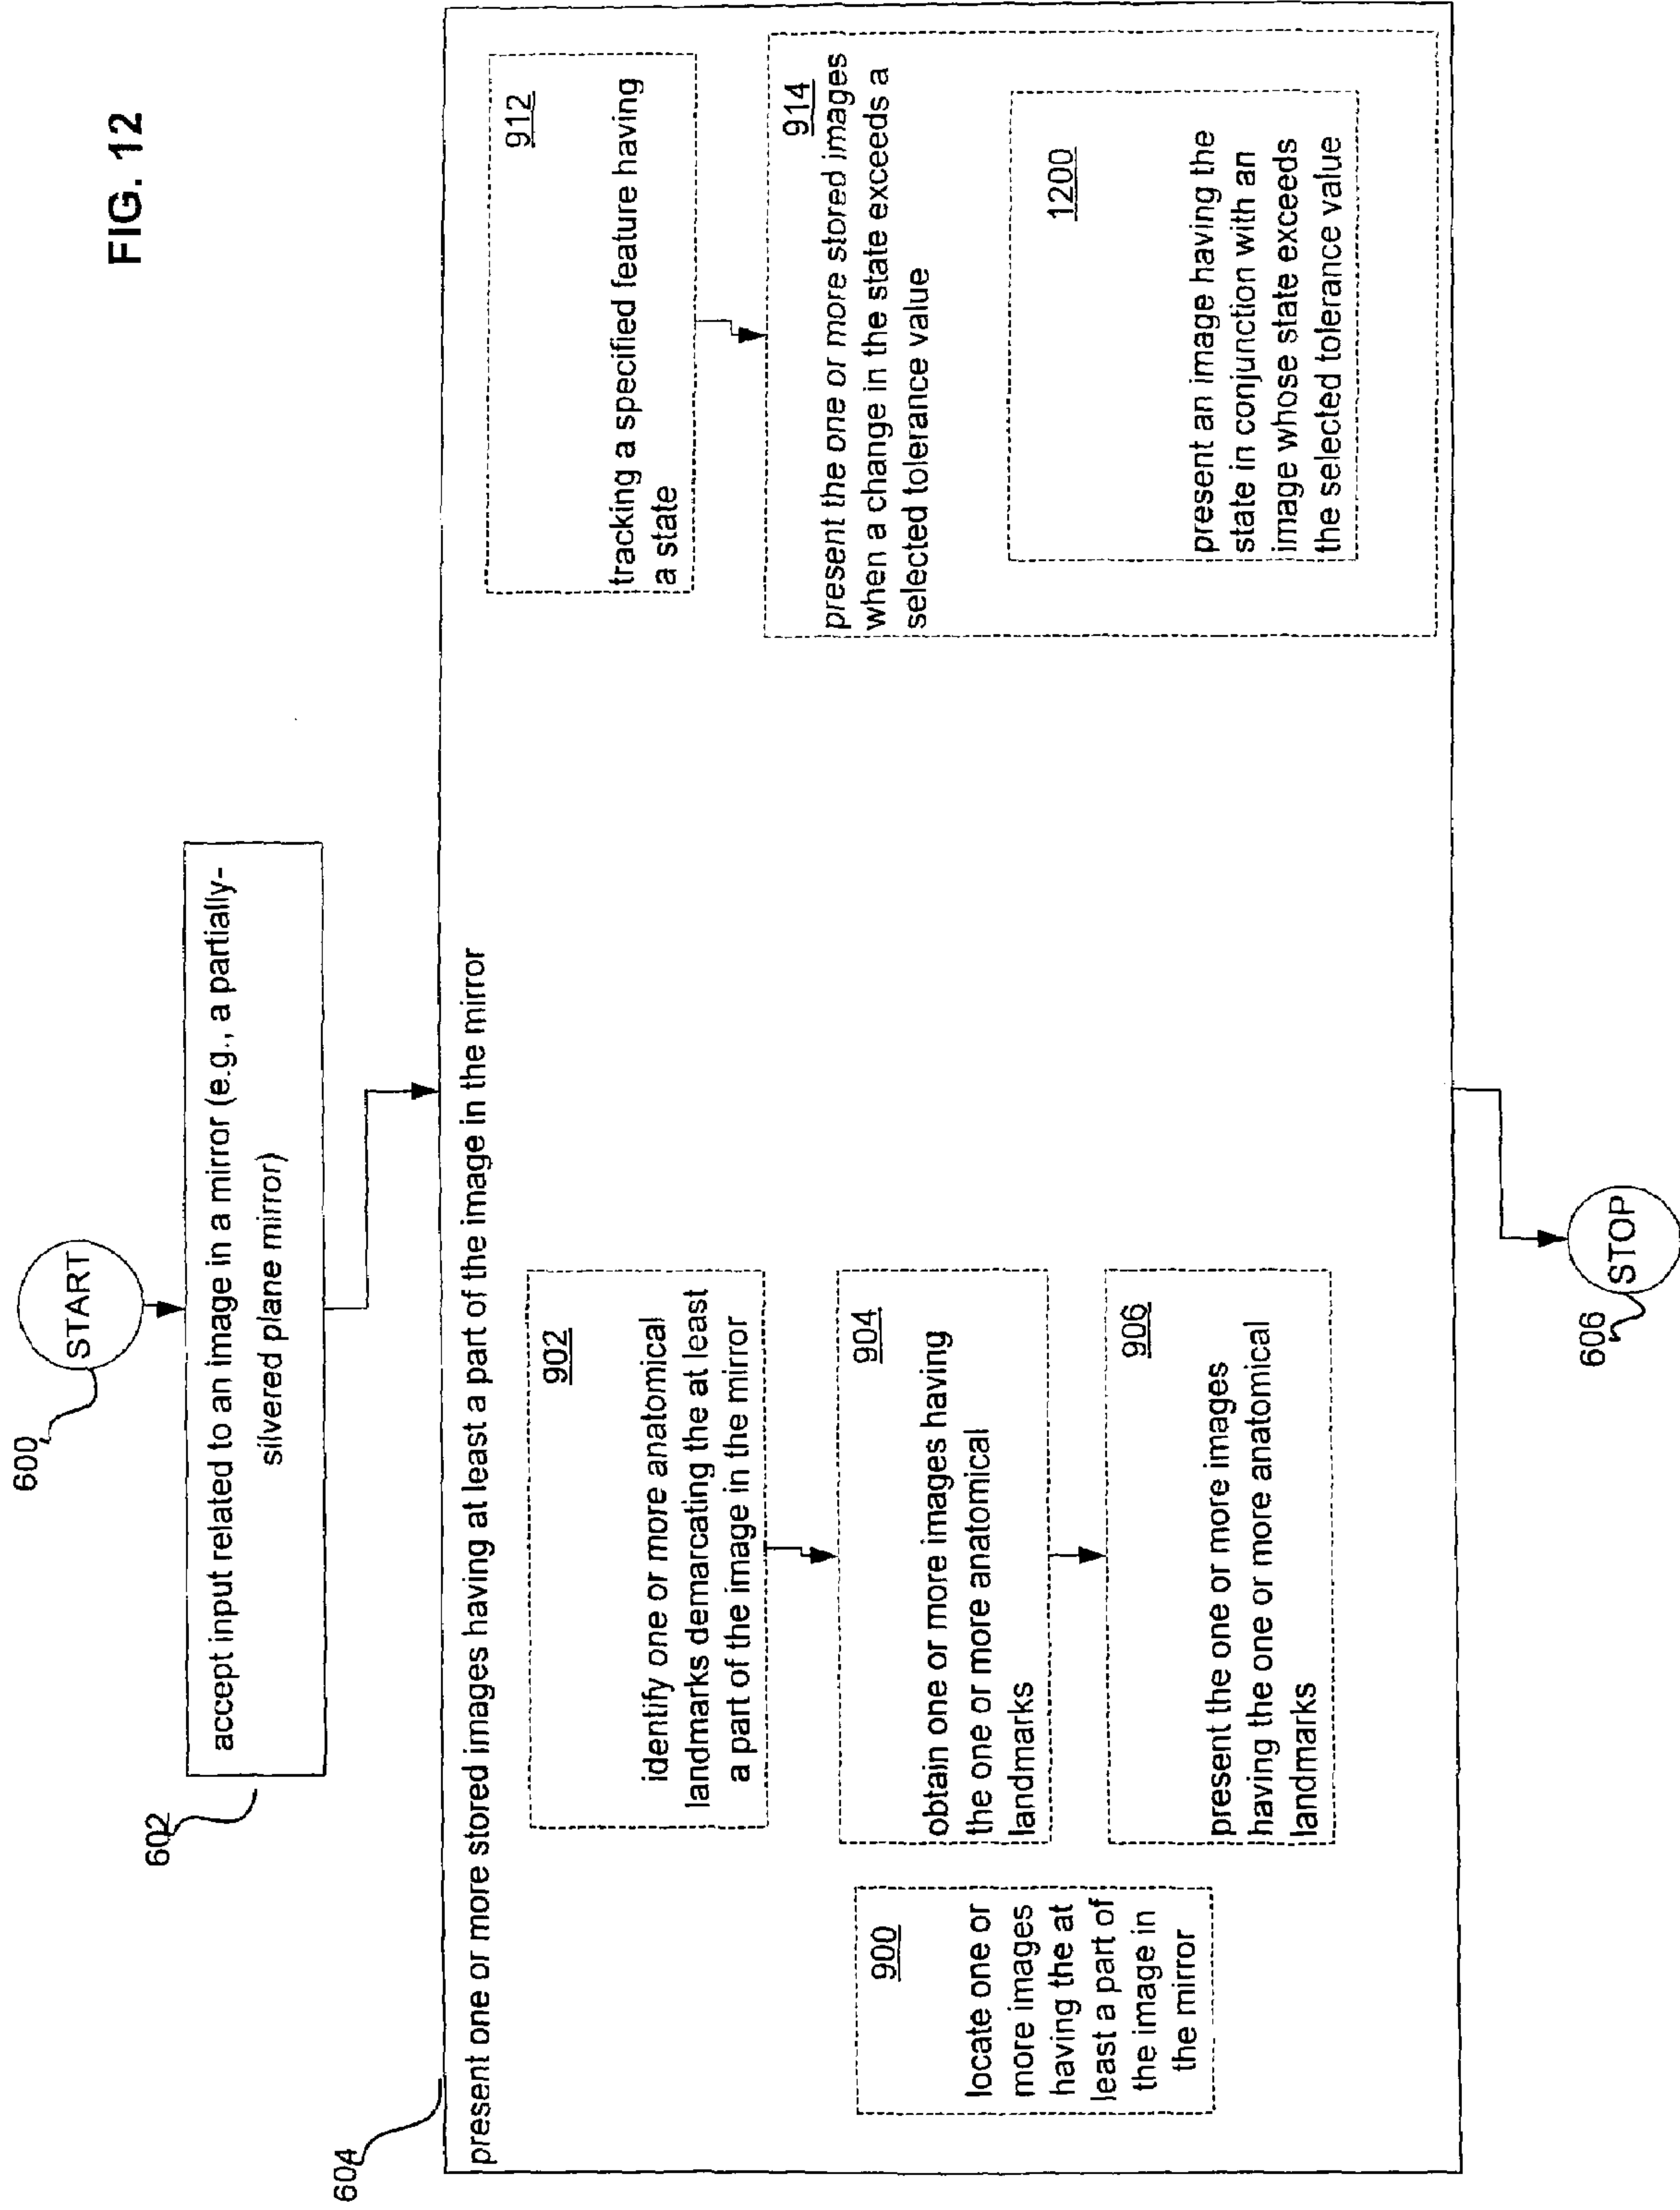 FIG. 12
600
START
602
accept input related to an image in a mirror (e.g., a partially-
silvered plane mirror)
604
present one or more stored images having at least a part of the image in the mirror
900
locate one or
more images
having the at
least a part of
the image in
the mirror
902
identify one or more anatomical
landmarks demarcating the at least
a part of the image in the mirror
904
obtain one or more images having
the one or more anatomical
landmarks
906
present the one or more images
having the one or more anatomical
landmarks
912
tracking a specified feature having
a state
914
present the one or more stored images
when a change in the state exceeds a
selected tolerance value
1200
present an image having the
state in conjunction with an
image whose state exceeds
the selected tolerance value
606
STOP